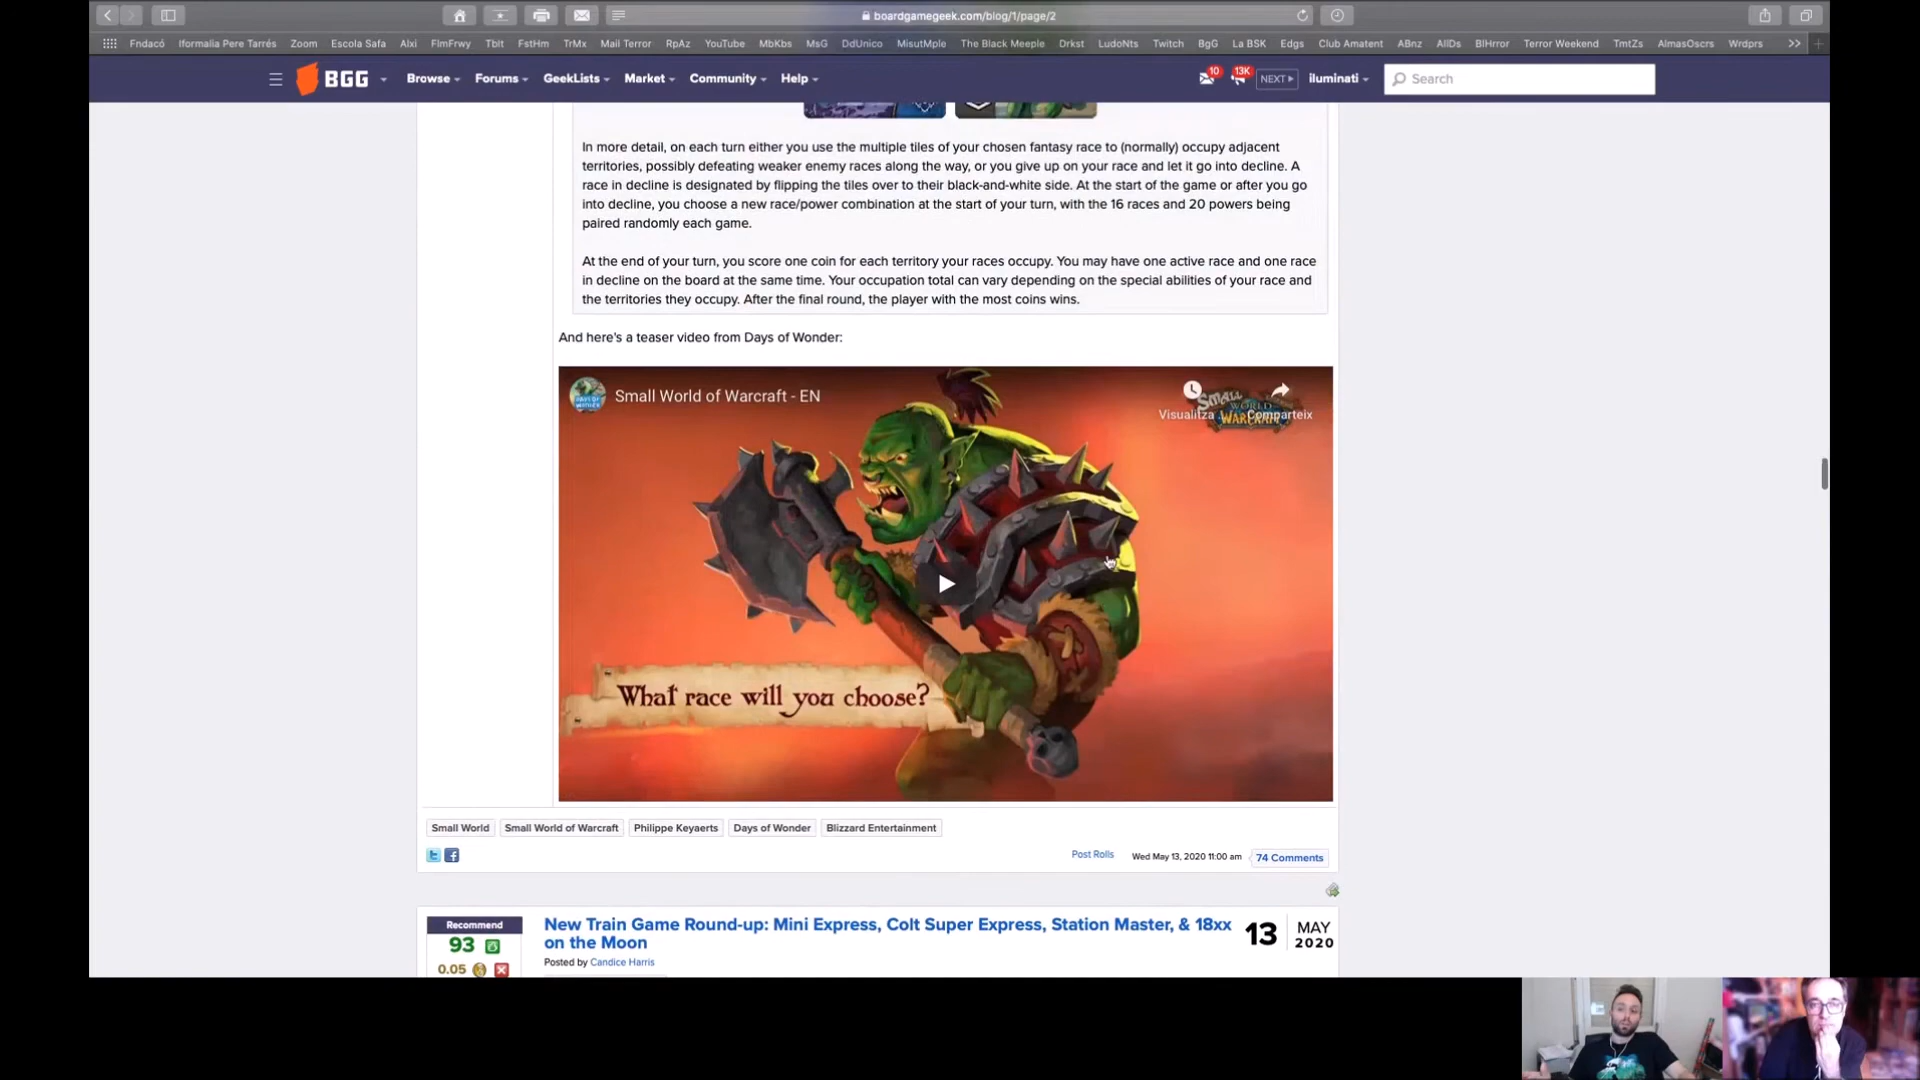 boardgamegeek.com/blog/1/page/2
Fndacó Iformalia Pere Tarrés Zoom Escola Safa Alxi FlmFrwy Tblt FstHm TrMx Mail Terror RpAz YouTube MbKbs MsG DdUnico MisutMple The Black Meeple Drkst LudoNts Twitch BgG La BSK Edgs Club Amatent ABnz AllDs BlHrror Terror Weekend TmtZs AlmasOscrs Wrdprs
BGG Browse Forums GeekLists Market Community Help 10 13K NEXT iluminati Search
In more detail, on each turn either you use the multiple tiles of your chosen fantasy race to (normally) occupy adjacent
territories, possibly defeating weaker enemy races along the way, or you give up on your race and let it go into decline. A
race in decline is designated by flipping the tiles over to their black-and-white side. At the start of the game or after you go
into decline, you choose a new race/power combination at the start of your turn, with the 16 races and 20 powers being
paired randomly each game.
At the end of your turn, you score one coin for each territory your races occupy. You may have one active race and one race
in decline on the board at the same time. Your occupation total can vary depending on the special abilities of your race and
the territories they occupy. After the final round, the player with the most coins wins.
And here's a teaser video from Days of Wonder:
Small World of Warcraft - EN
Visualitza ... Comparteix
SMALL WORLD OF WARCRAFT
What race will you choose?
Small World Small World of Warcraft Philippe Keyaerts Days of Wonder Blizzard Entertainment
Post Rolls Wed May 13, 2020 11:00 am 74 Comments
Recommend
93
0.05
New Train Game Round-up: Mini Express, Colt Super Express, Station Master, & 18xx
on the Moon
Posted by Candice Harris
13 MAY
2020